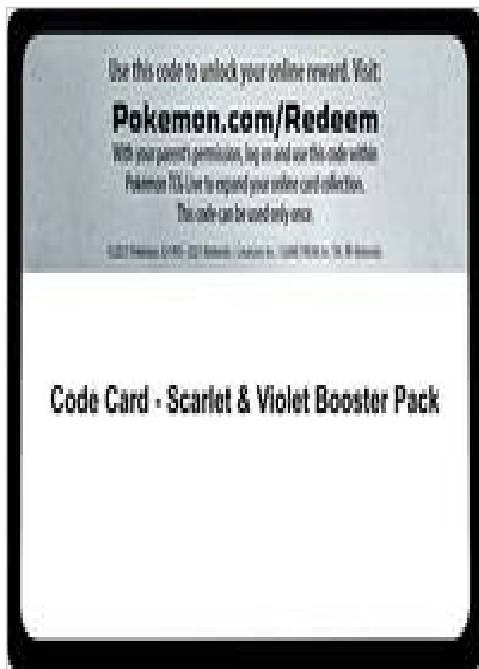 Use this code to unlock your online reward. Visit:
Pokemon.com/Redeem
With your parent's permission, log on and use this code within
Pokémon TCG Live to expand your online card collection.
This code can be used only once.
Code Card - Scarlet & Violet Booster Pack